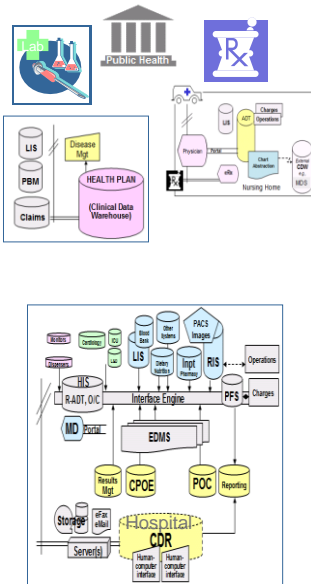 Lab
Public Health
Rx
Charges
Operations
LIS
ADT
Physician
Portal
Chart
Abstraction
External
CDW
MDS
eRx
Rx
Nursing Home
LIS
Disease
Mgt
PBM
HEALTH PLAN
(Clinical Data
Warehouse)
Claims
Monitors
Cardiology
ICU
L&D
Blood
Bank
Other
Systems
PACS
Images
LIS
Dietary
Nutrition
Inpt
Pharmacy
RIS
Operations
Dispensers
HIS
R-ADT, O/C
Interface Engine
PFS
Charges
MD
Portal
EDMS
Results
Mgt
CPOE
POC
Reporting
Storage
eFax
eMail
Server(s)
Hospital
CDR
Human-
computer
interface
Human-
computer
interface